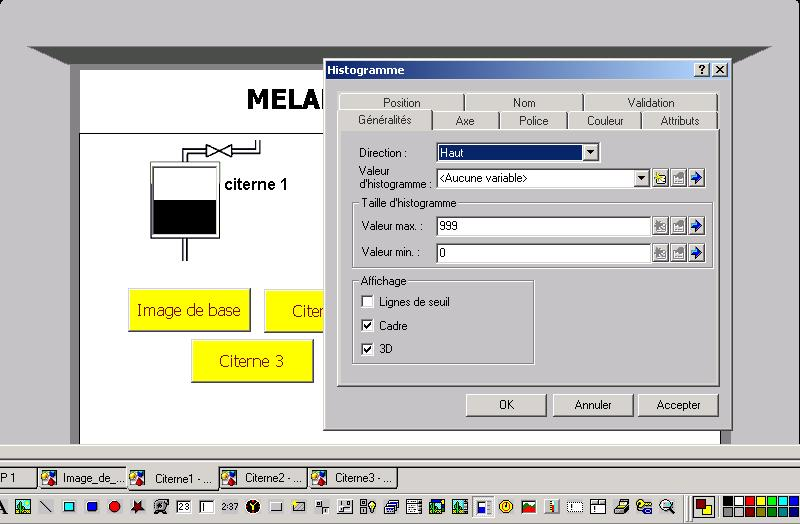 Histogramme
MELA
Position Nom Validation
Généralités Axe Police Couleur Attributs
Direction : Haut
Valeur
d'histogramme : <Aucune variable>
Taille d'histogramme
Valeur max. : 999
Valeur min. : 0
Affichage
Lignes de seuil
Cadre
3D
OK Annuler Accepter
citerne 1
Image de base
Citer
Citerne 3
P 1 Image_de_... Citerne1 - ... Citerne2 - ... Citerne3 - ...
A 23 2:37 Y